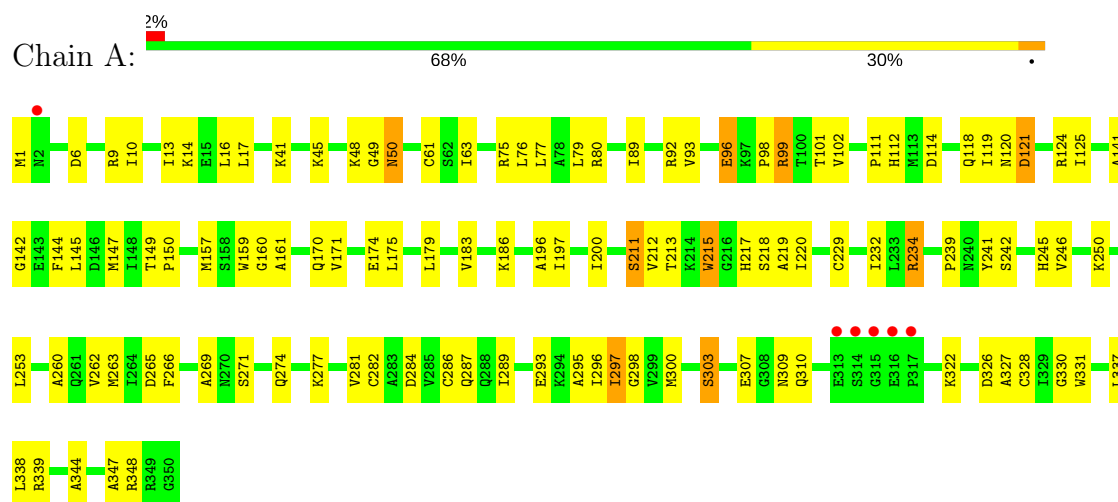 2%
Chain A:
68% 30% •
M1 N2 D6 R9 I10 I13 K14 E15 L16 L17 K41 K45 K48 G49 N50 C61 S62 I63 R75 L76 L77 A78 L79 R80 I89 R92 V93 E96 K97 P98 R99 T100 T101 V102 P111 H112 M113 D114 Q118 I119 N120 D121 R124 I125 A141
G142 E143 F144 L145 D146 M147 I148 T149 P150 M157 S158 W159 G160 A161 Q170 V171 E174 L175 L179 V183 K186 A196 I197 I200 S211 V212 T213 K214 W215 G216 H217 S218 A219 I220 C229 I232 L233 R234 P239 N240 Y241 S242 H245 V246 K250
L253 A260 Q261 V262 M263 I264 D265 F266 A269 N270 S271 Q274 K277 V281 C282 A283 D284 V285 C286 Q287 Q288 I289 E293 K294 A295 I296 I297 G298 V299 M300 S303 E307 G308 N309 Q310 E313 S314 G315 E316 P317 K322 D326 A327 C328 I329 G330 W331 L337
L338 R339 A344 A347 R348 R349 G350